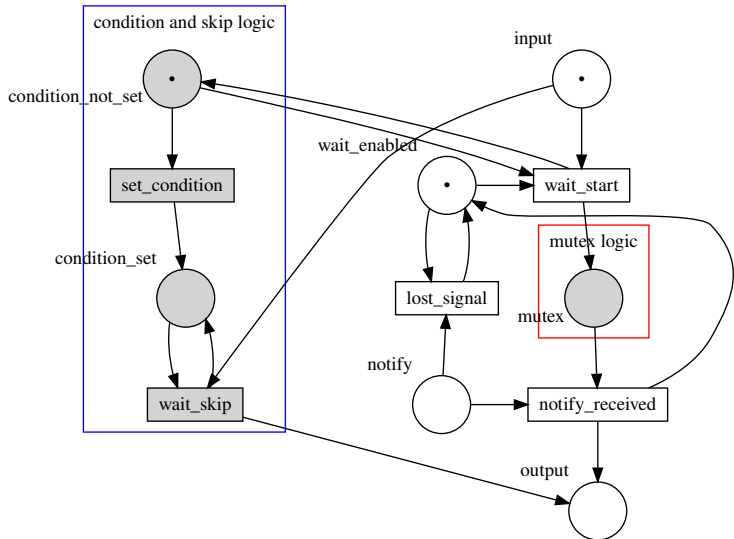 condition and skip logic
input
condition_not_set
wait_enabled
set_condition
wait_start
condition_set
mutex logic
lost_signal
mutex
notify
wait_skip
notify_received
output